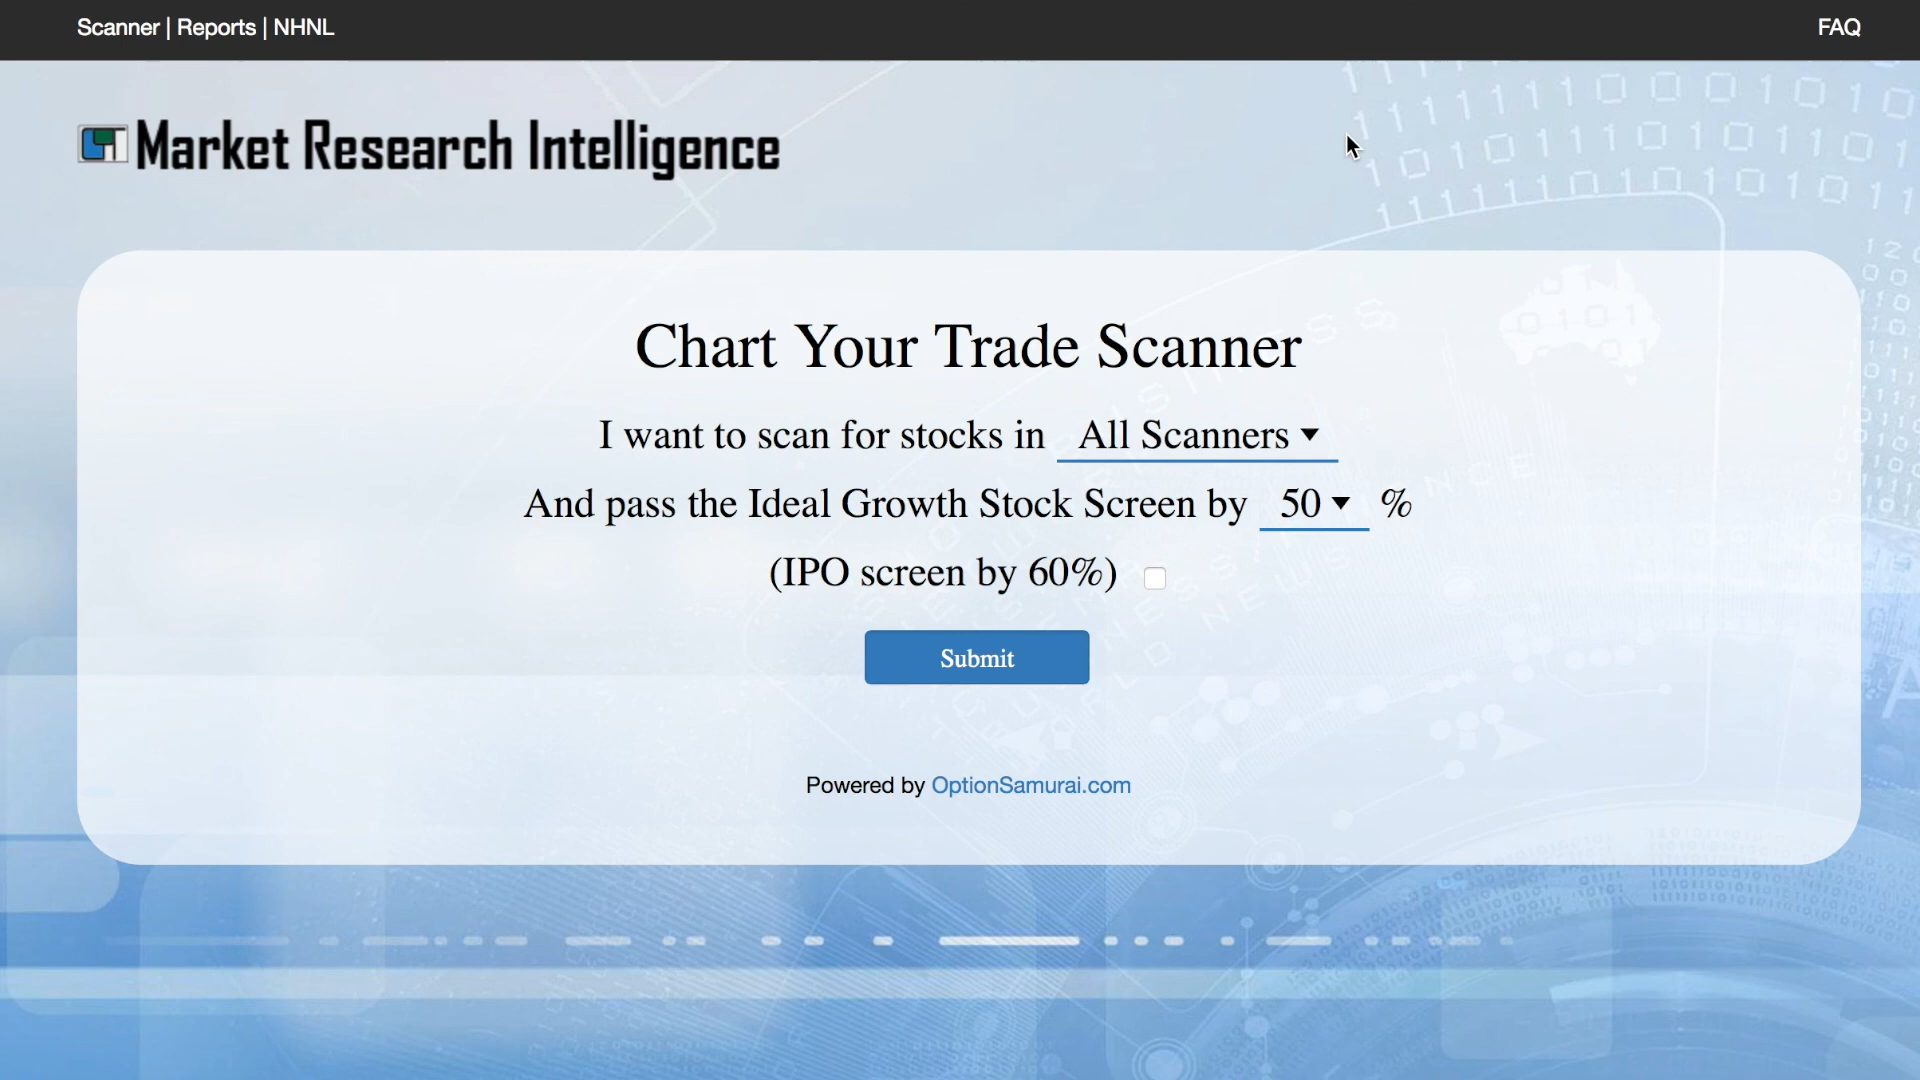 Scanner | Reports | NHNL
FAQ
Market Research Intelligence
Chart Your Trade Scanner
I want to scan for stocks in All Scanners
And pass the Ideal Growth Stock Screen by 50 %
(IPO screen by 60%)
Submit
Powered by OptionSamurai.com